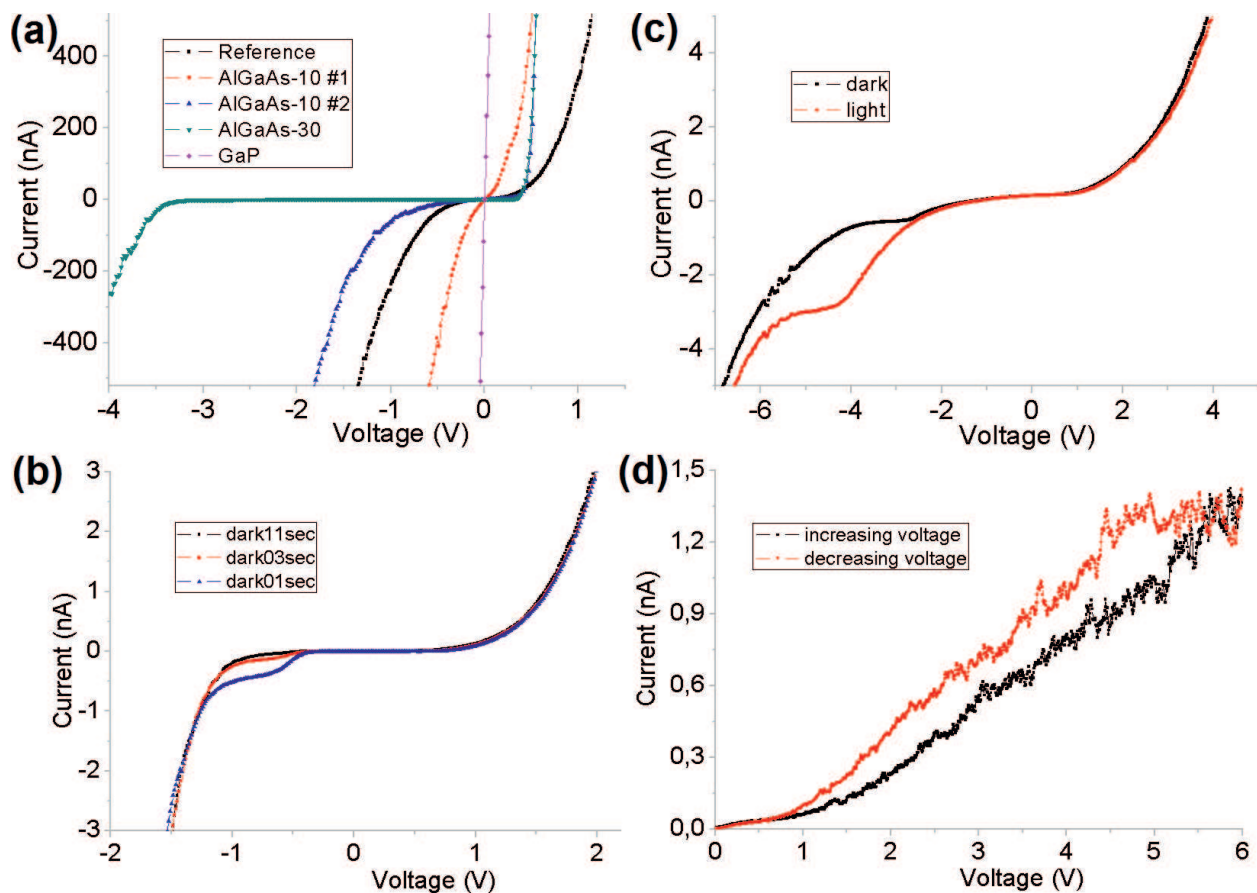 (a)
Reference
AlGaAs-10 #1
AlGaAs-10 #2
AlGaAs-30
GaP
Current (nA)
400
200
0
-200
-400
-4 -3 -2 -1 0 1
Voltage (V)
(c)
dark
light
Current (nA)
4
2
0
-2
-4
-6 -4 -2 0 2 4
Voltage (V)
(b)
dark11sec
dark03sec
dark01sec
Current (nA)
3
2
1
0
-1
-2
-3
-2 -1 0 1 2
Voltage (V)
(d)
increasing voltage
decreasing voltage
Current (nA)
1,5
1,2
0,9
0,6
0,3
0,0
0 1 2 3 4 5 6
Voltage (V)